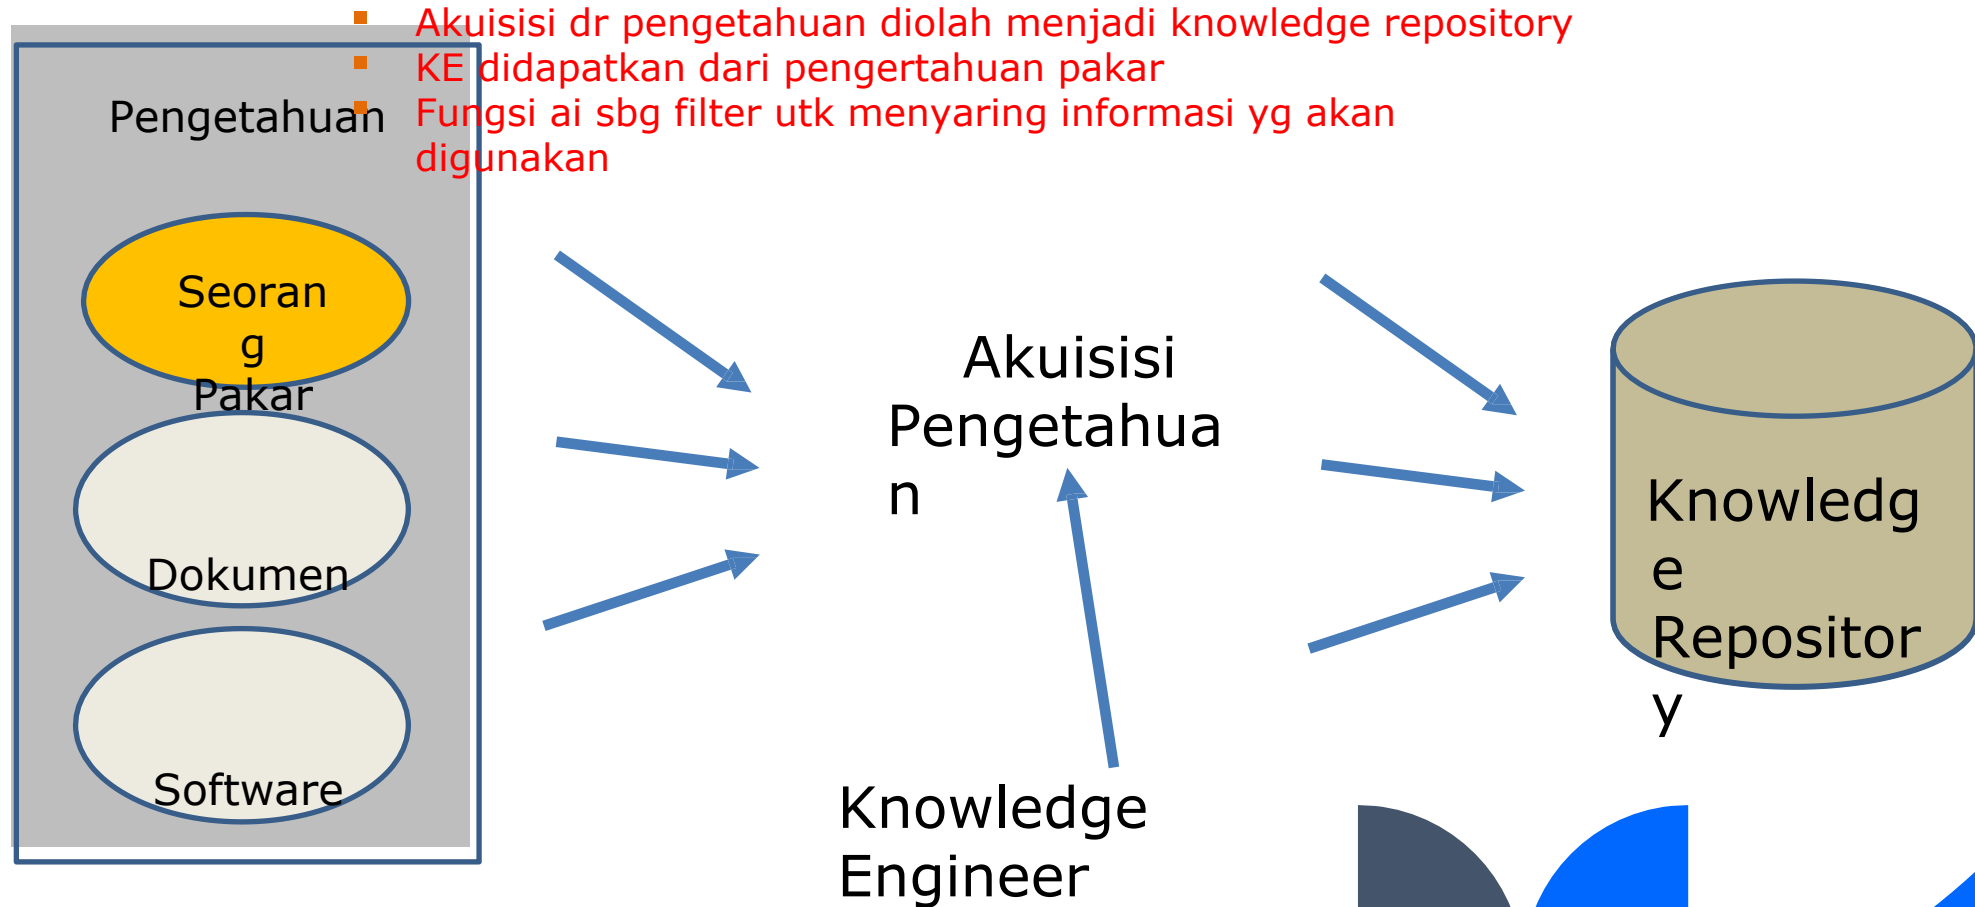 Akuisisi dr pengetahuan diolah menjadi knowledge repository
KE didapatkan dari pengertahuan pakar
Fungsi ai sbg filter utk menyaring informasi yg akan
digunakan
Pengetahuan
Seoran
g
Pakar
Dokumen
Software
Akuisisi
Pengetahua
n
Knowledge
Engineer
Knowledg
e
Repositor
y